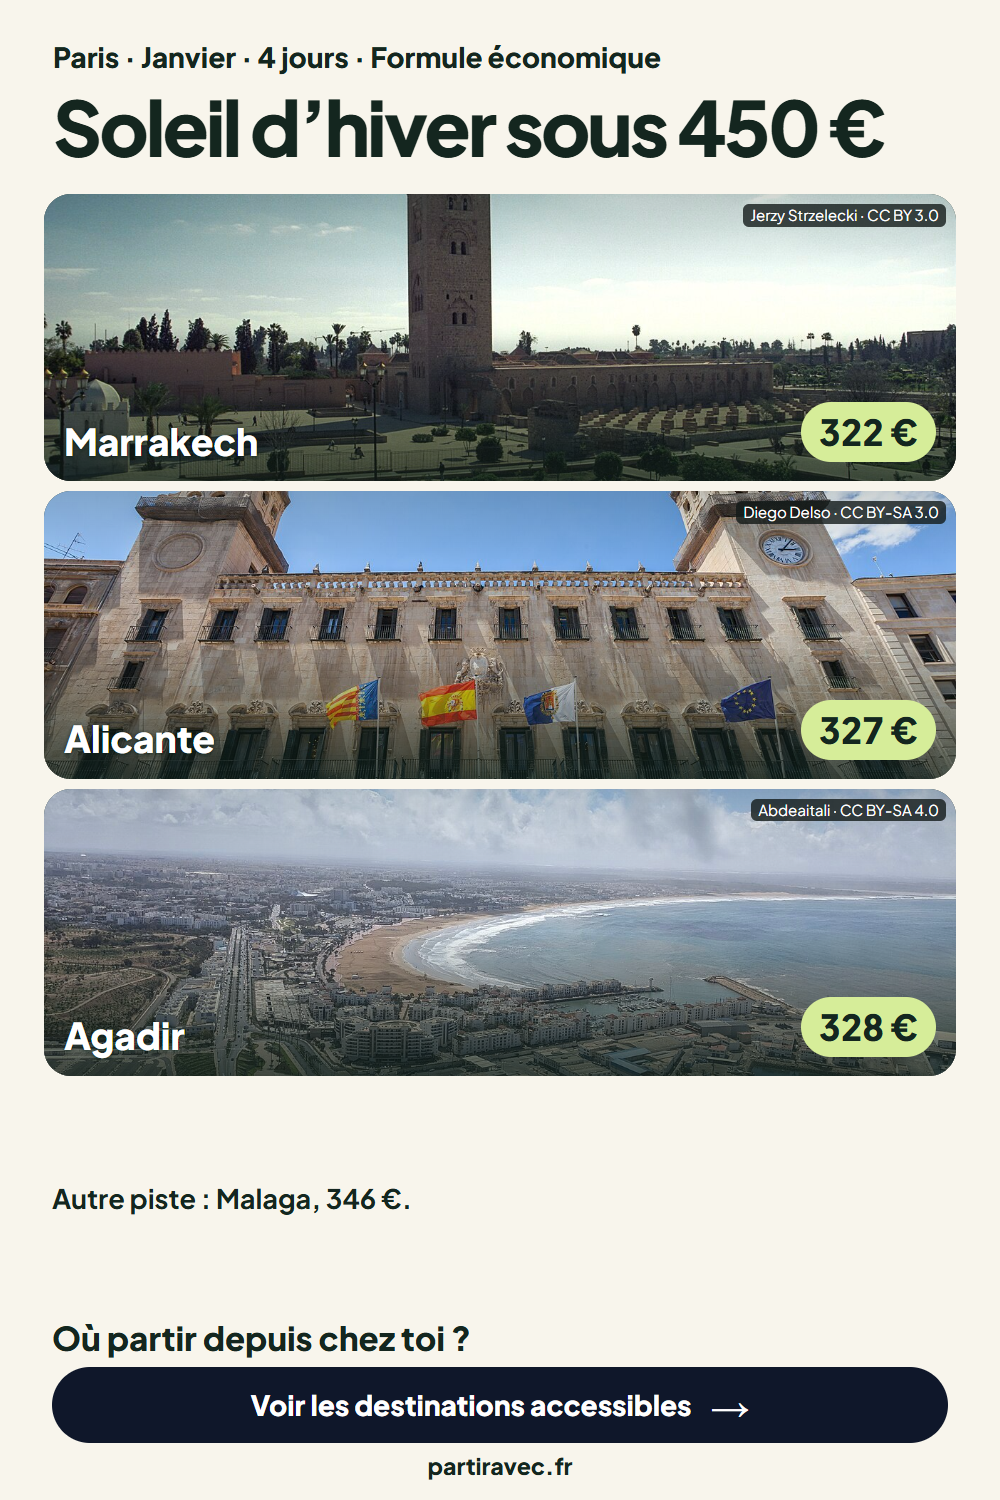 Paris · Janvier · 4 jours · Formule économique
Soleil d’hiver sous 450 €
Jerzy Strzelecki · CC BY 3.0
Marrakech
322 €
Diego Delso · CC BY-SA 3.0
Alicante
327 €
Abdeaitali · CC BY-SA 4.0
Agadir
328 €
Autre piste : Malaga, 346 €.
Où partir depuis chez toi ?
Voir les destinations accessibles →
partiravec.fr